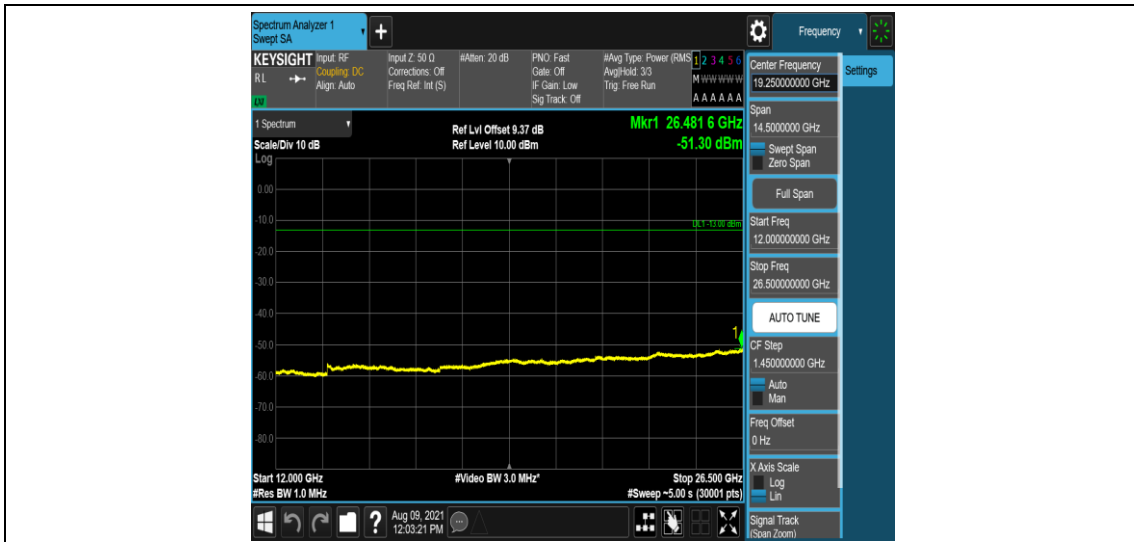 Spectrum Analyzer 1
Swept SA
+
Frequency
KEYSIGHT
RL
LM
Input: RF
Coupling: DC
Align: Auto
Input Z: 50 Ω
Corrections: Off
Freq Ref: Int (S)
#Atten: 20 dB
PNO: Fast
Gate: Off
IF Gain: Low
Sig Track: Off
#Avg Type: Power (RMS
Avg|Hold: 3/3
Trig: Free Run
1 2 3 4 5 6
M W W W W W
A A A A A A
Center Frequency
19.250000000 GHz
Settings
1 Spectrum
Scale/Div 10 dB
Ref Lvl Offset 9.37 dB
Ref Level 10.00 dBm
Mkr1 26.481 6 GHz
-51.30 dBm
Span
14.5000000 GHz
Swept Span
Zero Span
Full Span
Start Freq
12.000000000 GHz
Stop Freq
26.500000000 GHz
AUTO TUNE
CF Step
1.450000000 GHz
Auto
Man
Freq Offset
0 Hz
X Axis Scale
Log
Lin
Signal Track
(Span Zoom)
Log
0.00
-10.0
DL1 -13.00 dBm
-20.0
-30.0
-40.0
1
-50.0
-60.0
-70.0
-80.0
Start 12.000 GHz
#Res BW 1.0 MHz
#Video BW 3.0 MHz*
Stop 26.500 GHz
#Sweep ~5.00 s (30001 pts)
?
Aug 09, 2021
12:03:21 PM